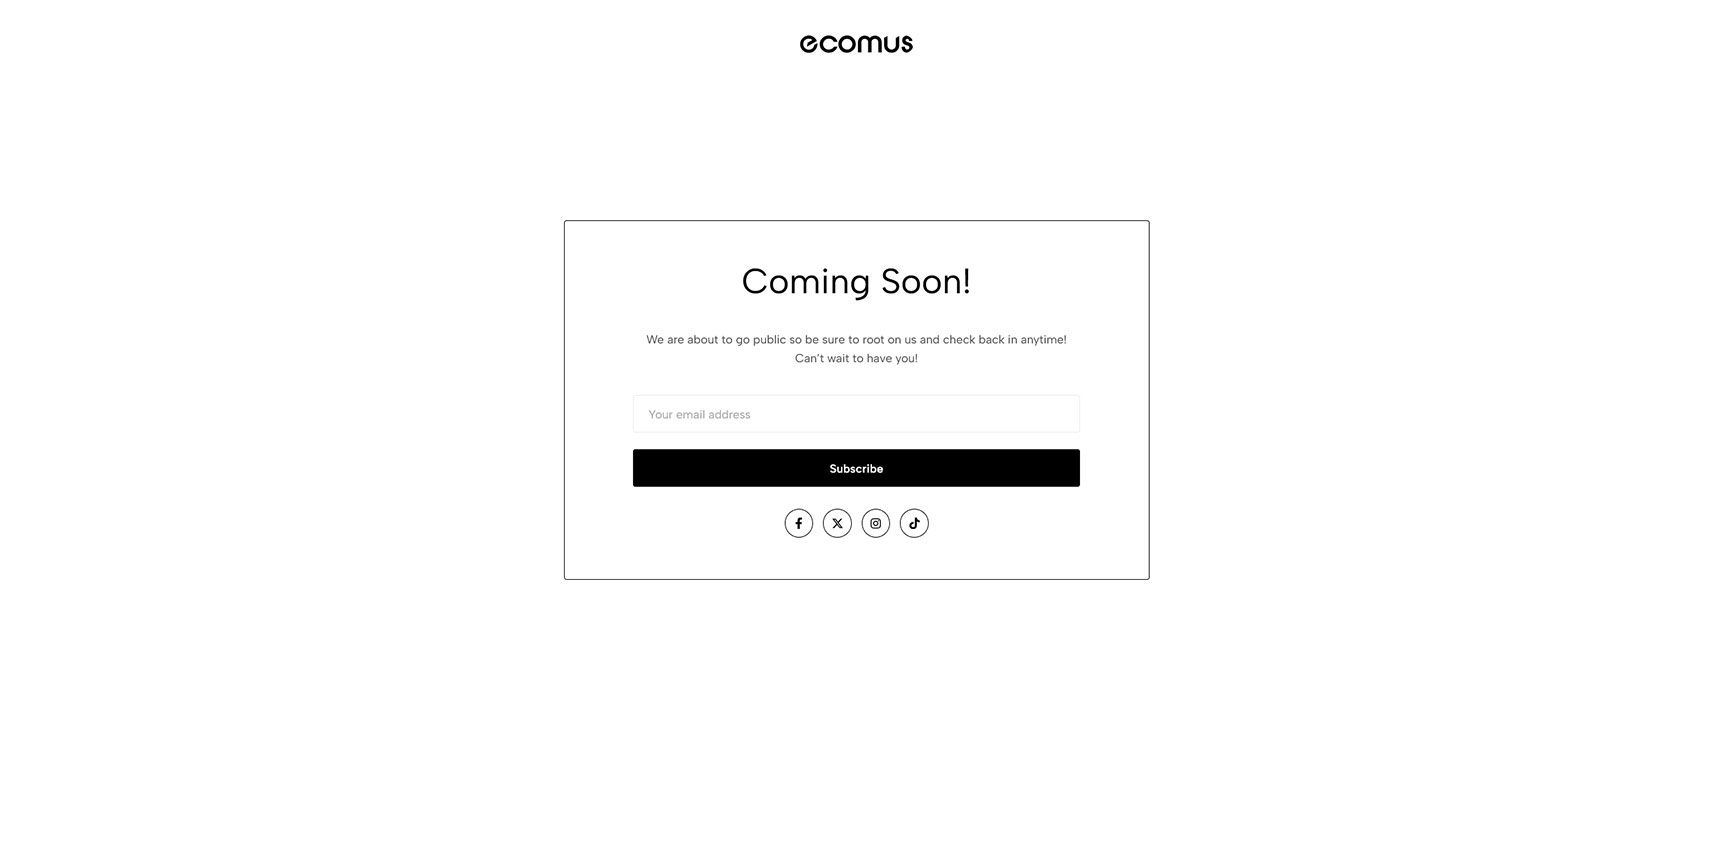 ecomus
Coming Soon!
We are about to go public so be sure to root on us and check back in anytime!
Can't wait to have you!
Your email address
Subscribe